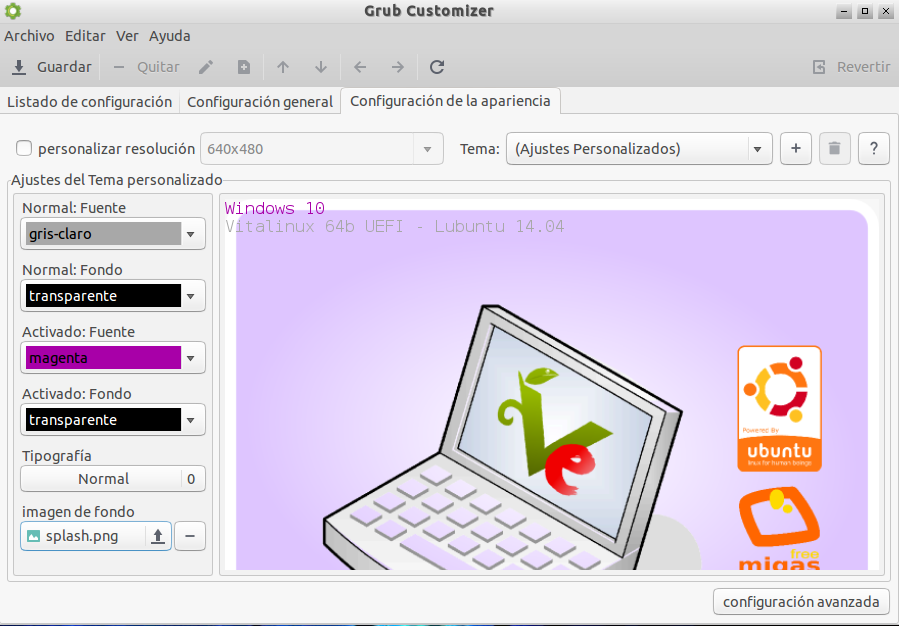 Grub Customizer
Archivo Editar Ver Ayuda
Guardar Quitar Revertir
Listado de configuración Configuración general Configuración de la apariencia
personalizar resolución 640x480 Tema: (Ajustes Personalizados) + ?
Ajustes del Tema personalizado
Normal: Fuente
gris-claro
Normal: Fondo
transparente
Activado: Fuente
magenta
Activado: Fondo
transparente
Tipografía
Normal 0
imagen de fondo
splash.png
Windows 10
Vitalinux 64b UEFI - Lubuntu 14.04
Powered By
ubuntu
linux for human beings
free
migas
configuración avanzada